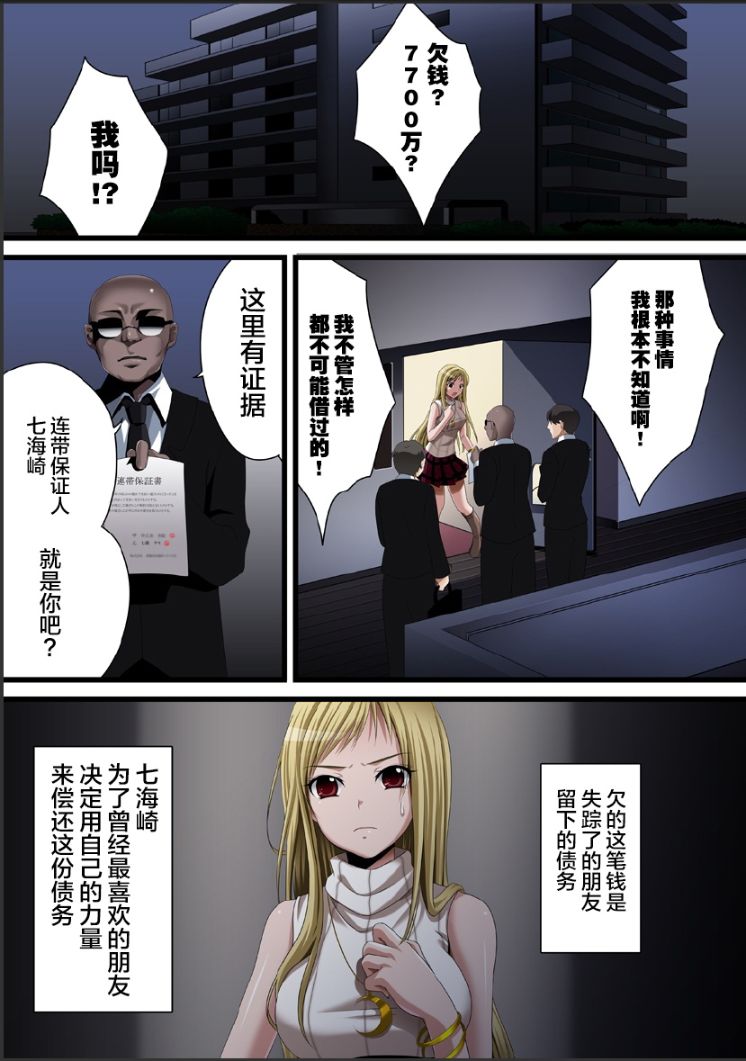 欠钱?
7700万?
我吗!?
那种事情
我根本不知道啊!
我不管怎样
都不可能借过的!
这里有证据
連帯保証書
连带保证人
七海崎
就是你吧?
欠的这笔钱是
失踪了的朋友
留下的债务
七海崎
为了曾经最喜欢的朋友
决定用自己的力量
来偿还这份债务